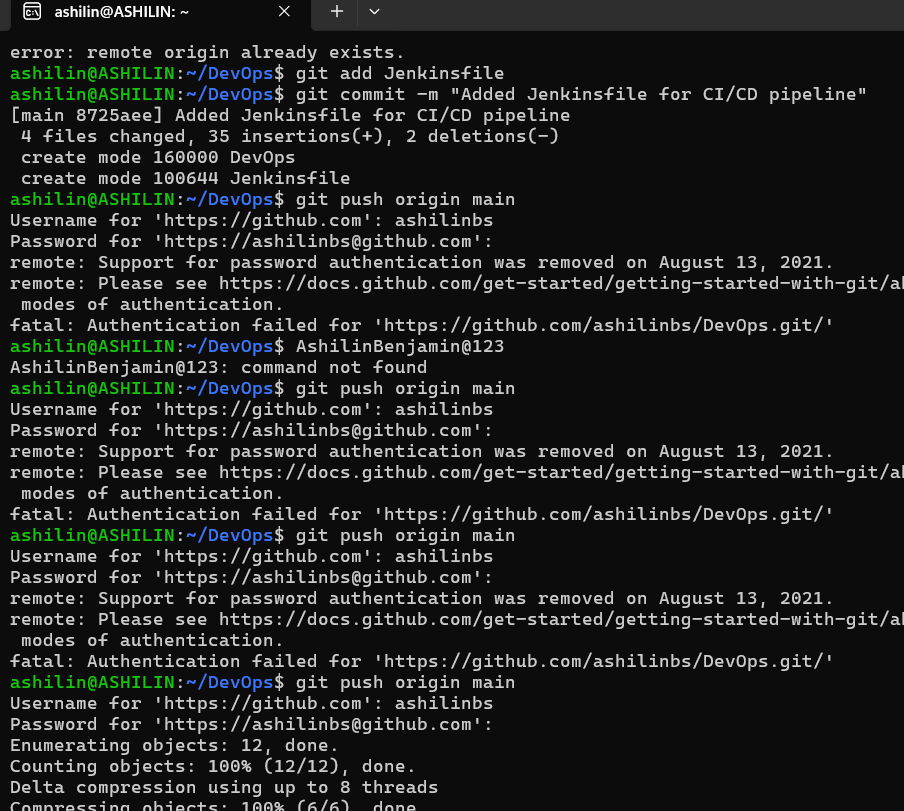 ashilin@ASHILIN: ~
error: remote origin already exists.
ashilin@ASHILIN:~/DevOps$ git add Jenkinsfile
ashilin@ASHILIN:~/DevOps$ git commit -m "Added Jenkinsfile for CI/CD pipeline"
[main 8725aee] Added Jenkinsfile for CI/CD pipeline
 4 files changed, 35 insertions(+), 2 deletions(-)
 create mode 160000 DevOps
 create mode 100644 Jenkinsfile
ashilin@ASHILIN:~/DevOps$ git push origin main
Username for 'https://github.com': ashilinbs
Password for 'https://ashilinbs@github.com':
remote: Support for password authentication was removed on August 13, 2021.
remote: Please see https://docs.github.com/get-started/getting-started-with-git/a
 modes of authentication.
fatal: Authentication failed for 'https://github.com/ashilinbs/DevOps.git/'
ashilin@ASHILIN:~/DevOps$ AshilinBenjamin@123
AshilinBenjamin@123: command not found
ashilin@ASHILIN:~/DevOps$ git push origin main
Username for 'https://github.com': ashilinbs
Password for 'https://ashilinbs@github.com':
remote: Support for password authentication was removed on August 13, 2021.
remote: Please see https://docs.github.com/get-started/getting-started-with-git/a
 modes of authentication.
fatal: Authentication failed for 'https://github.com/ashilinbs/DevOps.git/'
ashilin@ASHILIN:~/DevOps$ git push origin main
Username for 'https://github.com': ashilinbs
Password for 'https://ashilinbs@github.com':
remote: Support for password authentication was removed on August 13, 2021.
remote: Please see https://docs.github.com/get-started/getting-started-with-git/a
 modes of authentication.
fatal: Authentication failed for 'https://github.com/ashilinbs/DevOps.git/'
ashilin@ASHILIN:~/DevOps$ git push origin main
Username for 'https://github.com': ashilinbs
Password for 'https://ashilinbs@github.com':
Enumerating objects: 12, done.
Counting objects: 100% (12/12), done.
Delta compression using up to 8 threads
Compressing objects: 100% (6/6), done